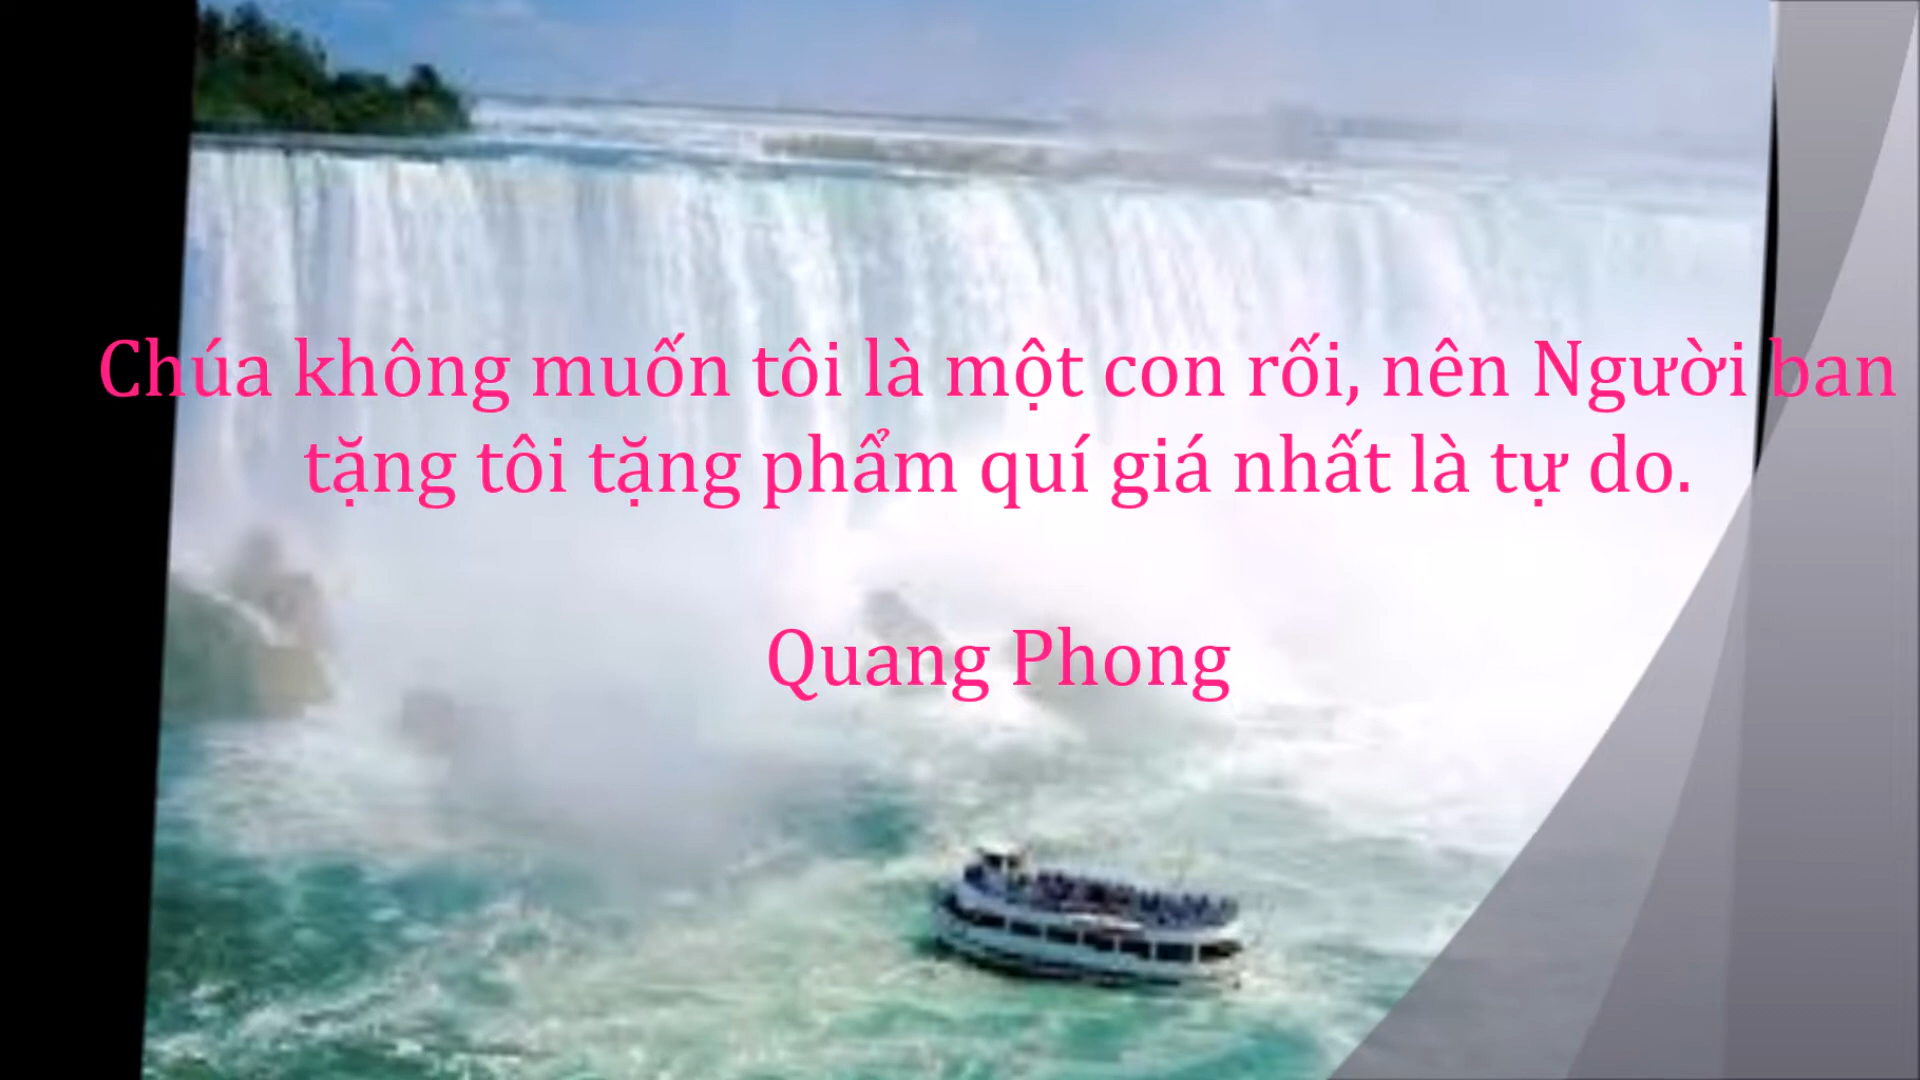 Chúa không muốn tôi là một con rối, nên Người ban
tặng tôi tặng phẩm quí giá nhất là tự do.
Quang Phong